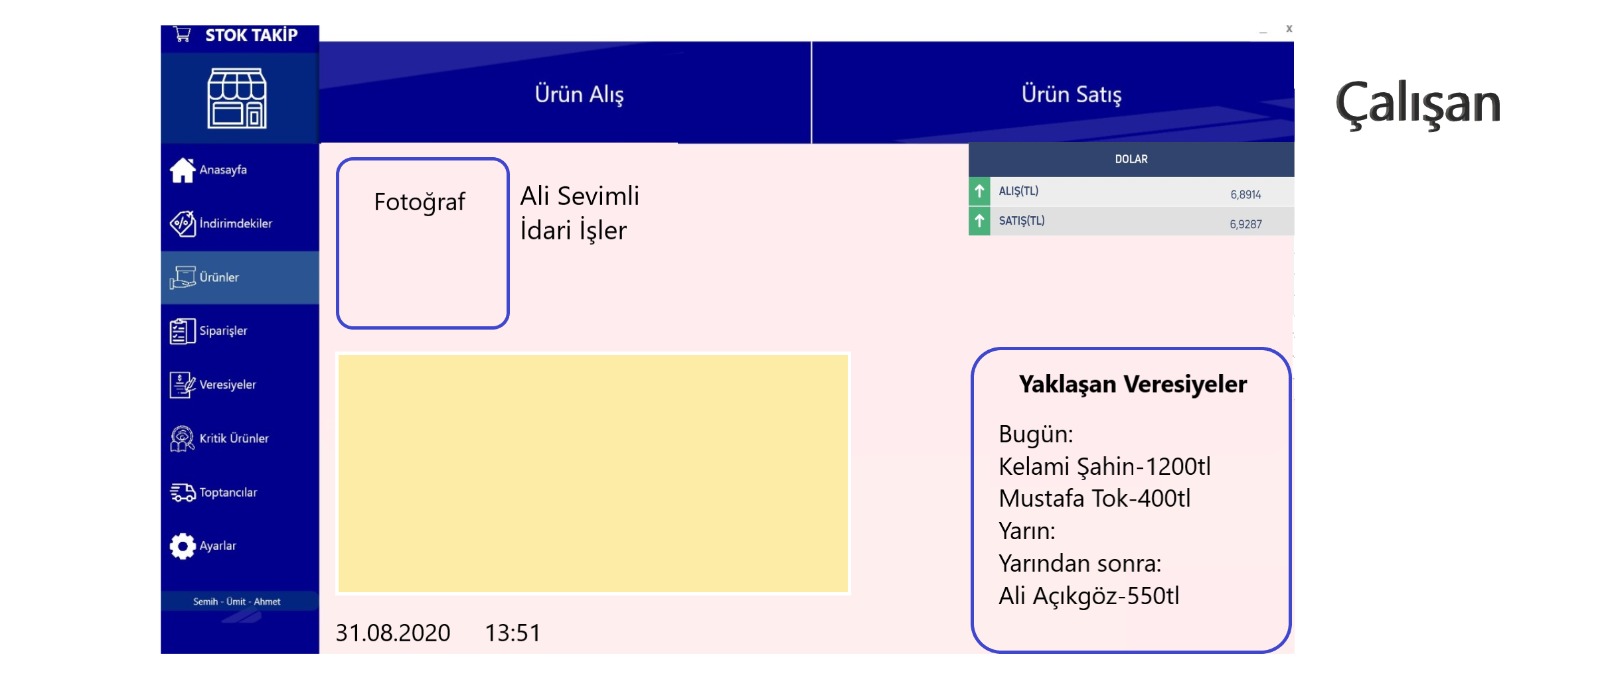 STOK TAKİP
_ x
Ürün Alış
Ürün Satış
Çalışan
Anasayfa
İndirimdekiler
Ürünler
Siparişler
Veresiyeler
Kritik Ürünler
Toptancılar
Ayarlar
Semih - Ümit - Ahmet
Fotoğraf
Ali Sevimli
İdari İşler
DOLAR
ALIŞ(TL) 6,8914
SATIŞ(TL) 6,9287
Yaklaşan Veresiyeler
Bugün:
Kelami Şahin-1200tl
Mustafa Tok-400tl
Yarın:
Yarından sonra:
Ali Açıkgöz-550tl
31.08.2020 13:51